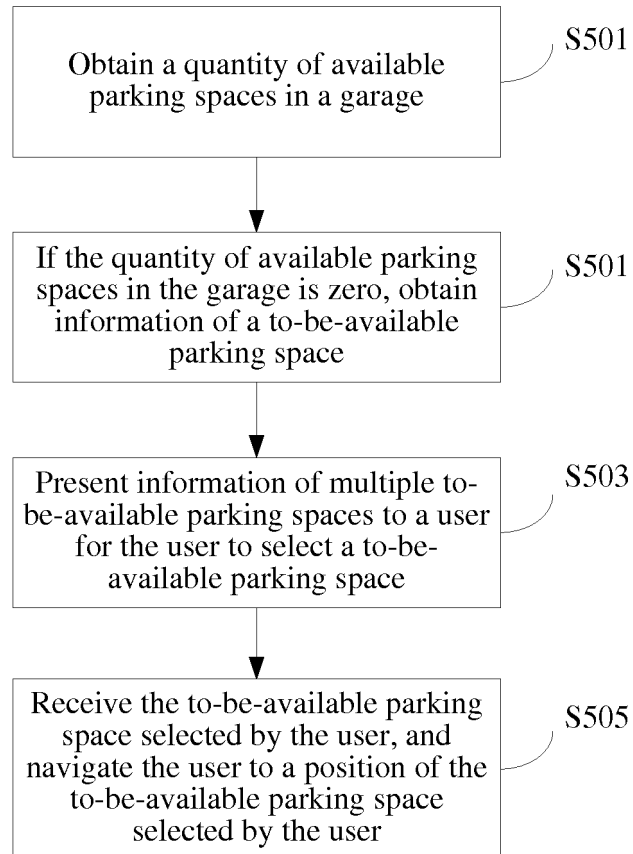 Obtain a quantity of available
parking spaces in a garage
S501
If the quantity of available parking
spaces in the garage is zero, obtain
information of a to-be-available
parking space
S501
Present information of multiple to-
be-available parking spaces to a user
for the user to select a to-be-
available parking space
S503
Receive the to-be-available parking
space selected by the user, and
navigate the user to a position of the
to-be-available parking space
selected by the user
S505